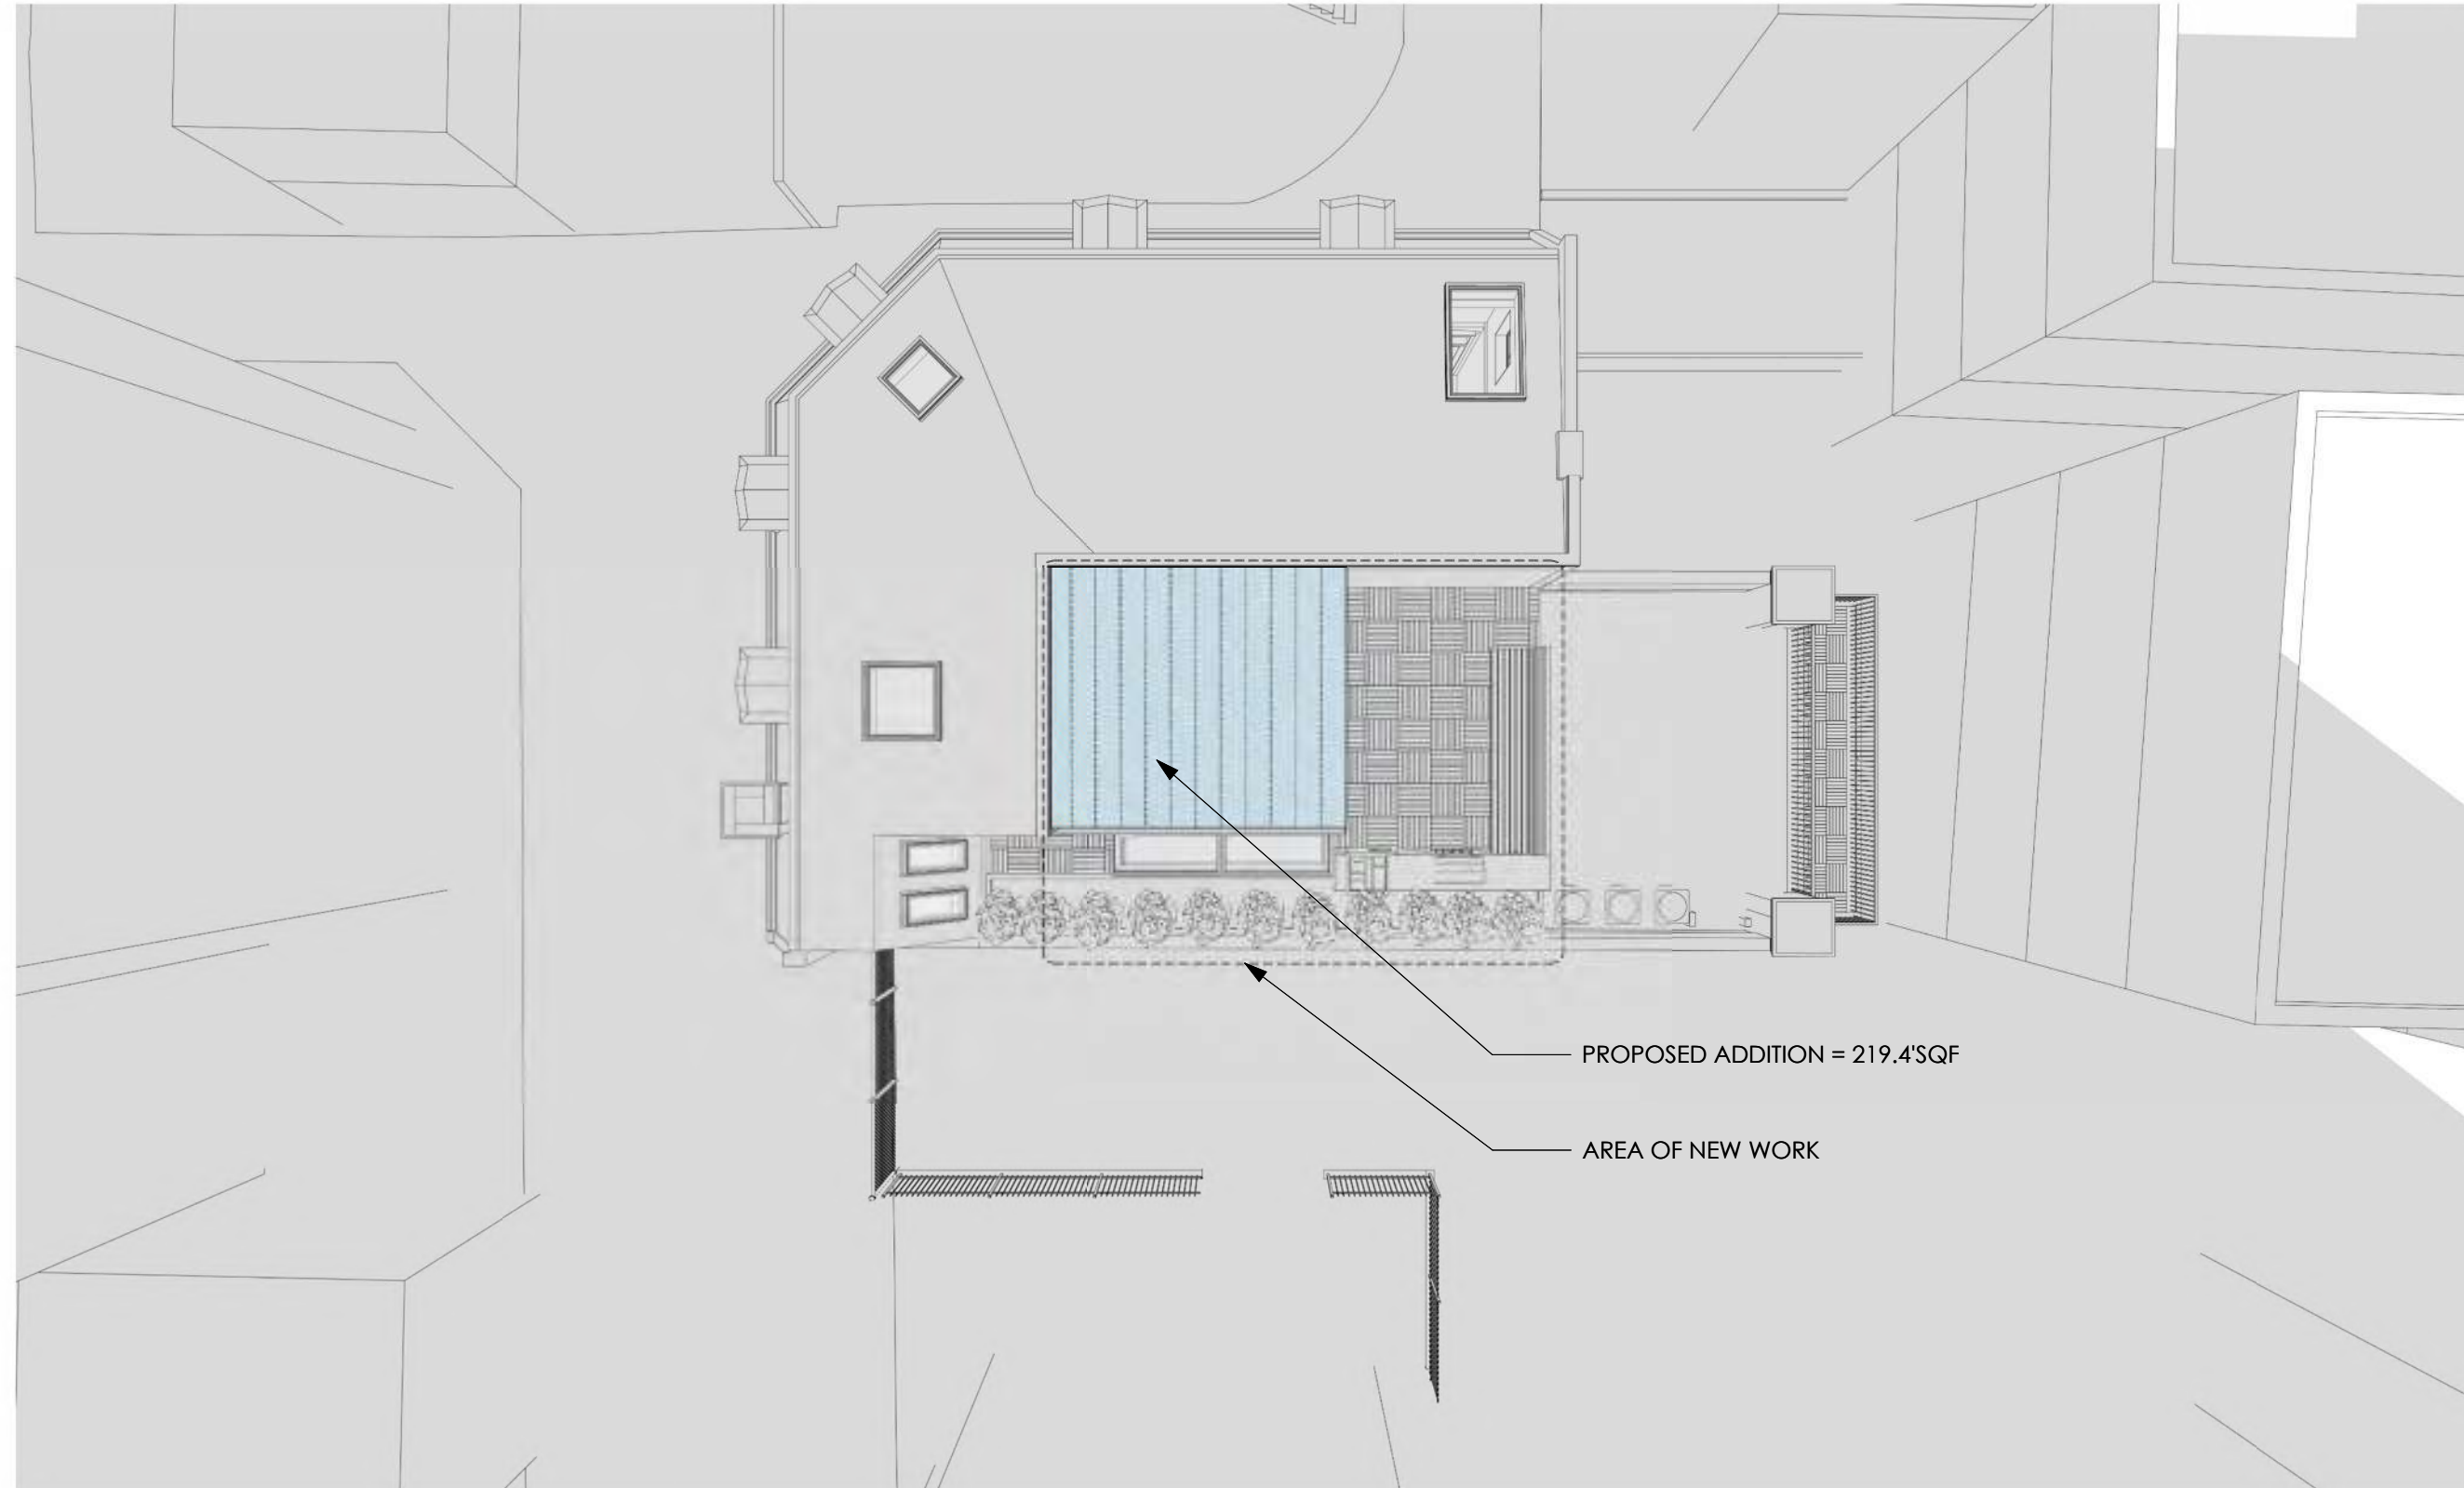 PROPOSED ADDITION = 219.4'SQF
AREA OF NEW WORK